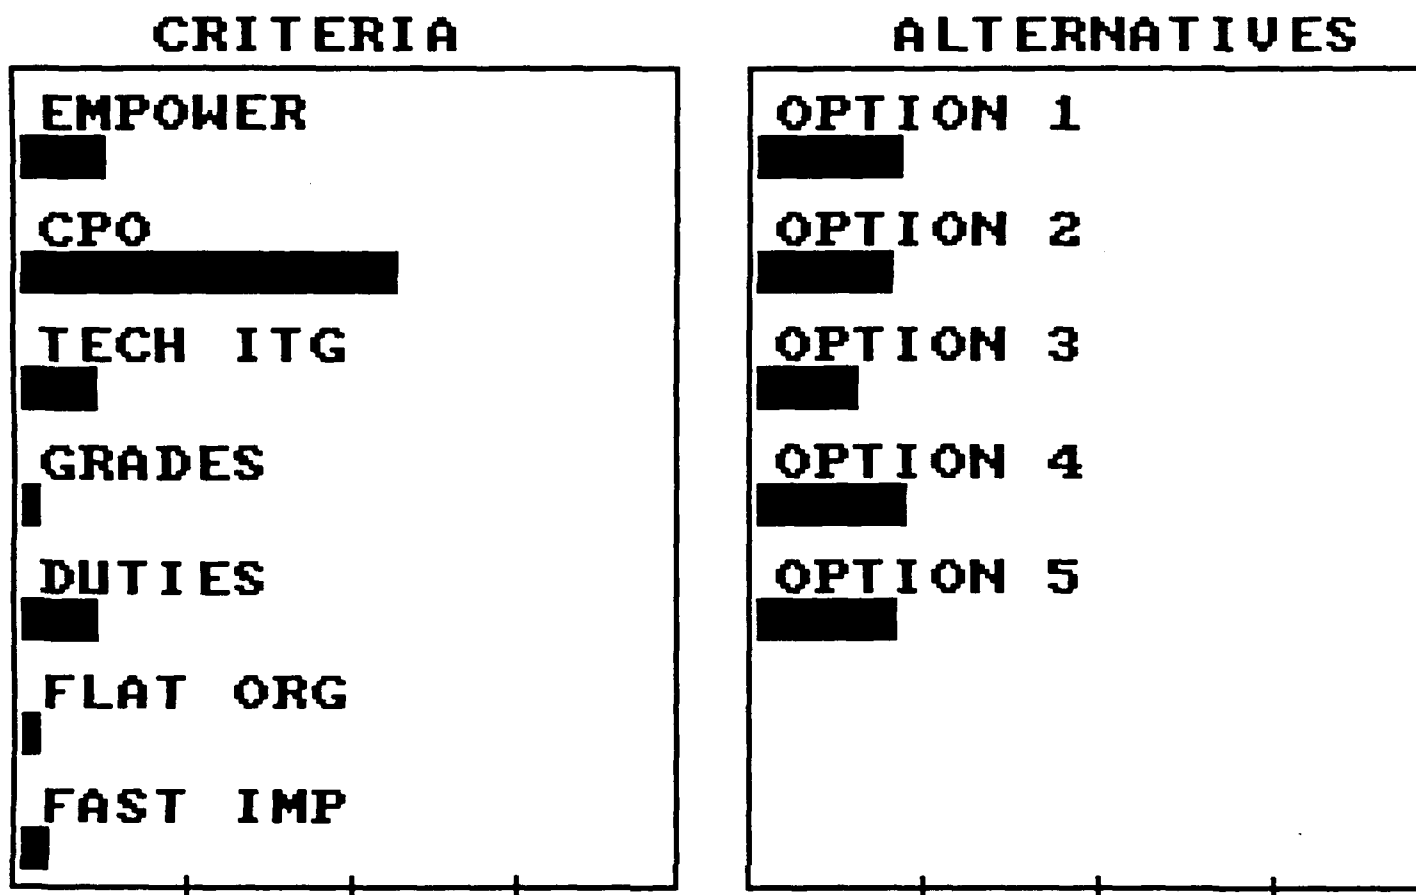 CRITERIA
EMPOWER
CPO
TECH ITG
GRADES
DUTIES
FLAT ORG
FAST IMP
ALTERNATIVES
OPTION 1
OPTION 2
OPTION 3
OPTION 4
OPTION 5